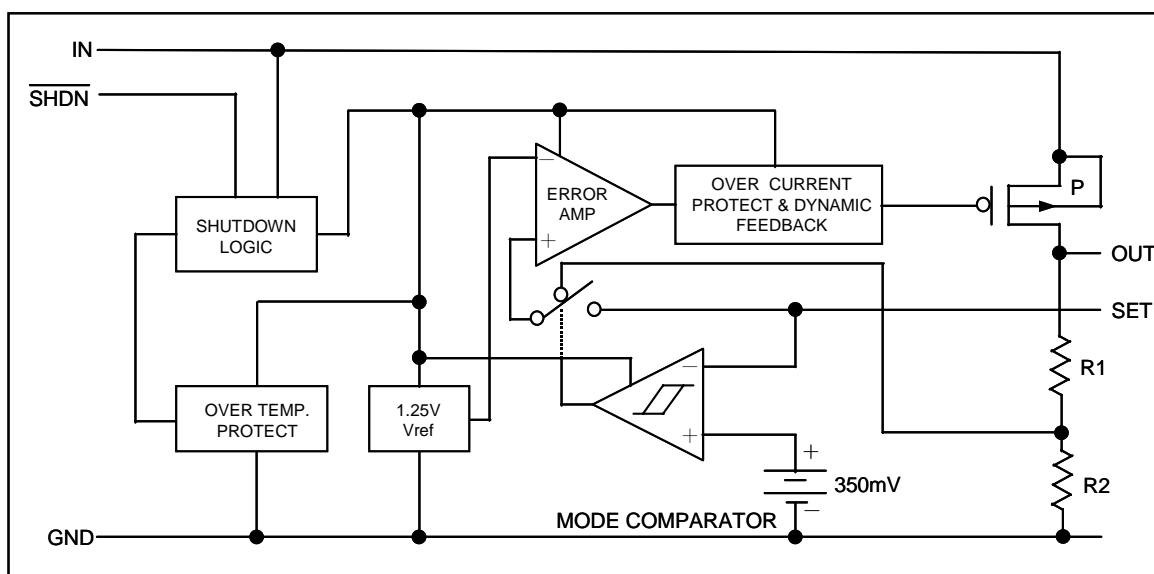 IN
SHDN
SHUTDOWN
LOGIC
OVER TEMP.
PROTECT
1.25V
Vref
−
ERROR
AMP
+
OVER CURRENT
PROTECT & DYNAMIC
FEEDBACK
P
OUT
SET
R1
R2
−
+
+
350mV
−
MODE COMPARATOR
GND